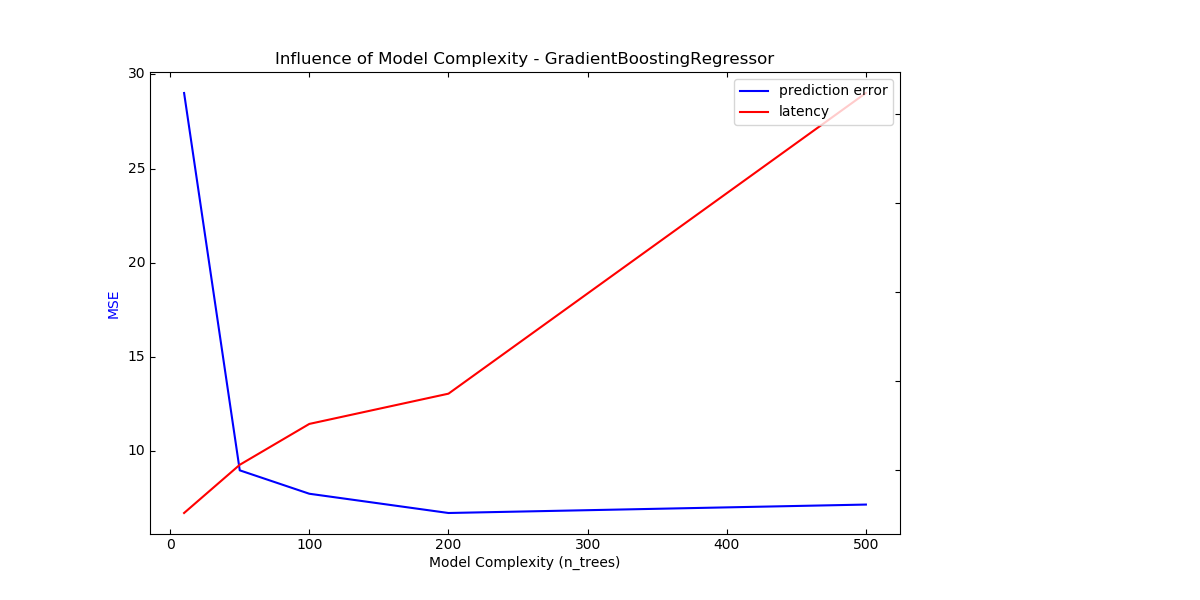 Influence of Model Complexity - GradientBoostingRegressor
prediction error
latency
30
25
20
15
10
MSE
0 100 200 300 400 500
Model Complexity (n_trees)